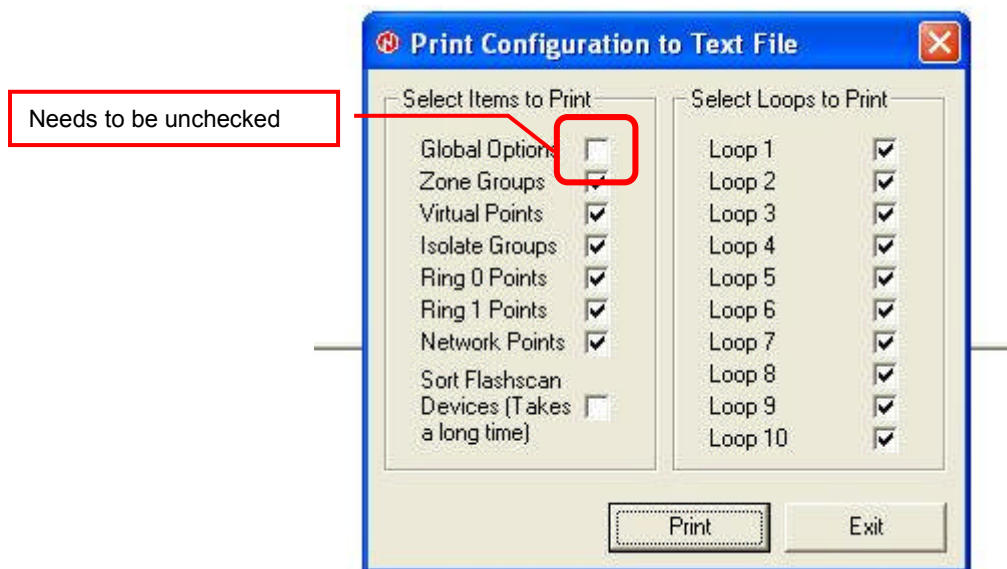 Print Configuration to Text File
Needs to be unchecked
Select Items to Print
Global Options
Zone Groups
Virtual Points
Isolate Groups
Ring 0 Points
Ring 1 Points
Network Points
Sort Flashscan
Devices (Takes
a long time)
Select Loops to Print
Loop 1
Loop 2
Loop 3
Loop 4
Loop 5
Loop 6
Loop 7
Loop 8
Loop 9
Loop 10
Print
Exit